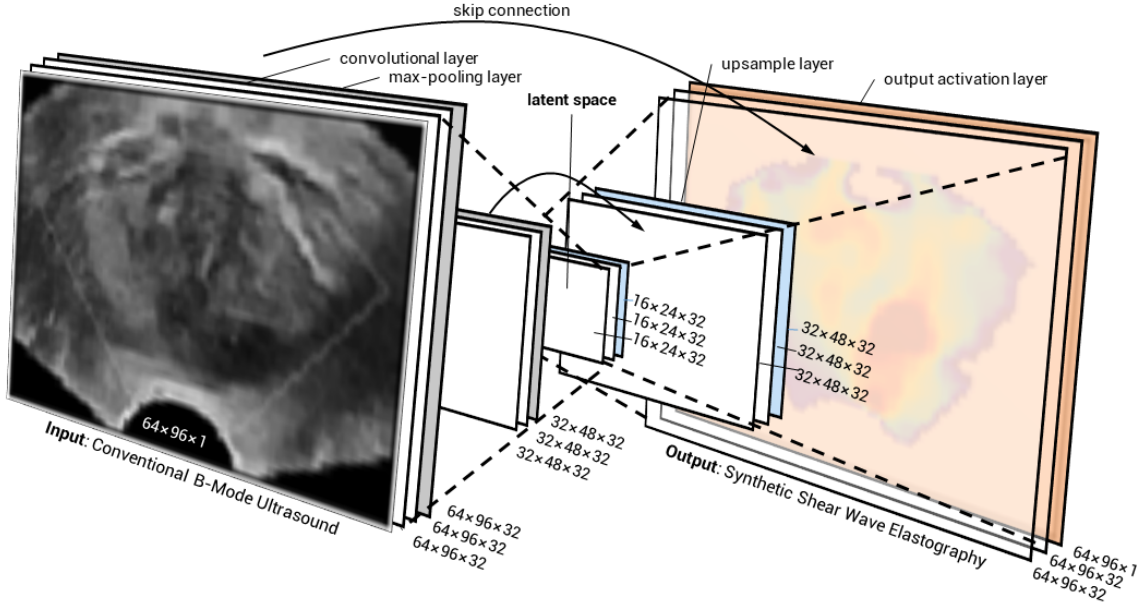 skip connection
convolutional layer
max-pooling layer
latent space
upsample layer
output activation layer
16×24×32
16×24×32
16×24×32
32×48×32
32×48×32
32×48×32
64×96×1
Input: Conventional B-Mode Ultrasound
32×48×32
32×48×32
32×48×32
Output: Synthetic Shear Wave Elastography
64×96×32
64×96×32
64×96×32
64×96×1
64×96×32
64×96×32